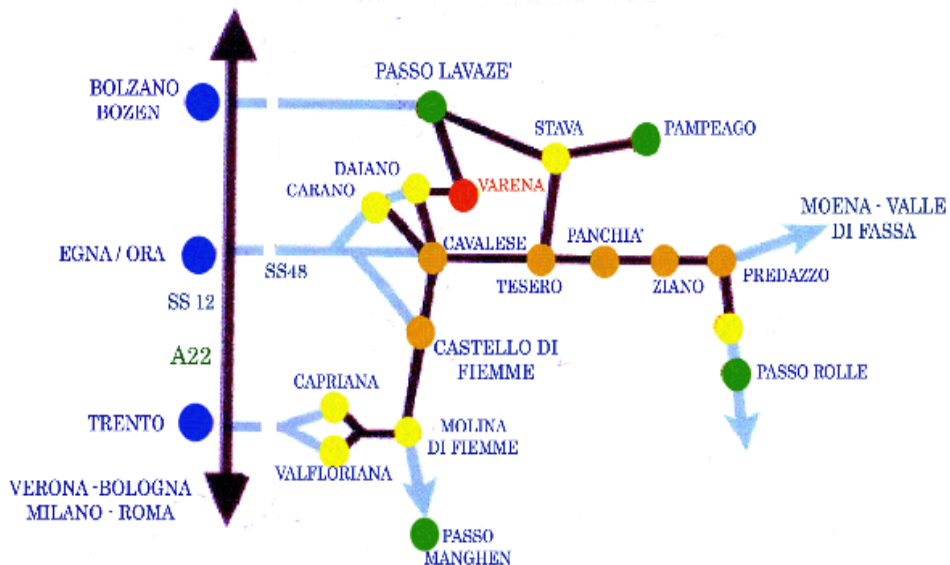 PASSO LAVAZE'
BOLZANO
BOZEN
STAVA
PAMPEAGO
DAIANO
CARANO
VARENA
MOENA - VALLE
DI FASSA
EGNA / ORA
SS48
CAVALESE
PANCHIA'
TESERO
ZIANO
PREDAZZO
SS 12
A22
CASTELLO DI
FIEMME
PASSO ROLLE
CAPRIANA
TRENTO
MOLINA
DI FIEMME
VALFLORIANA
VERONA -BOLOGNA
MILANO - ROMA
PASSO
MANGHEN